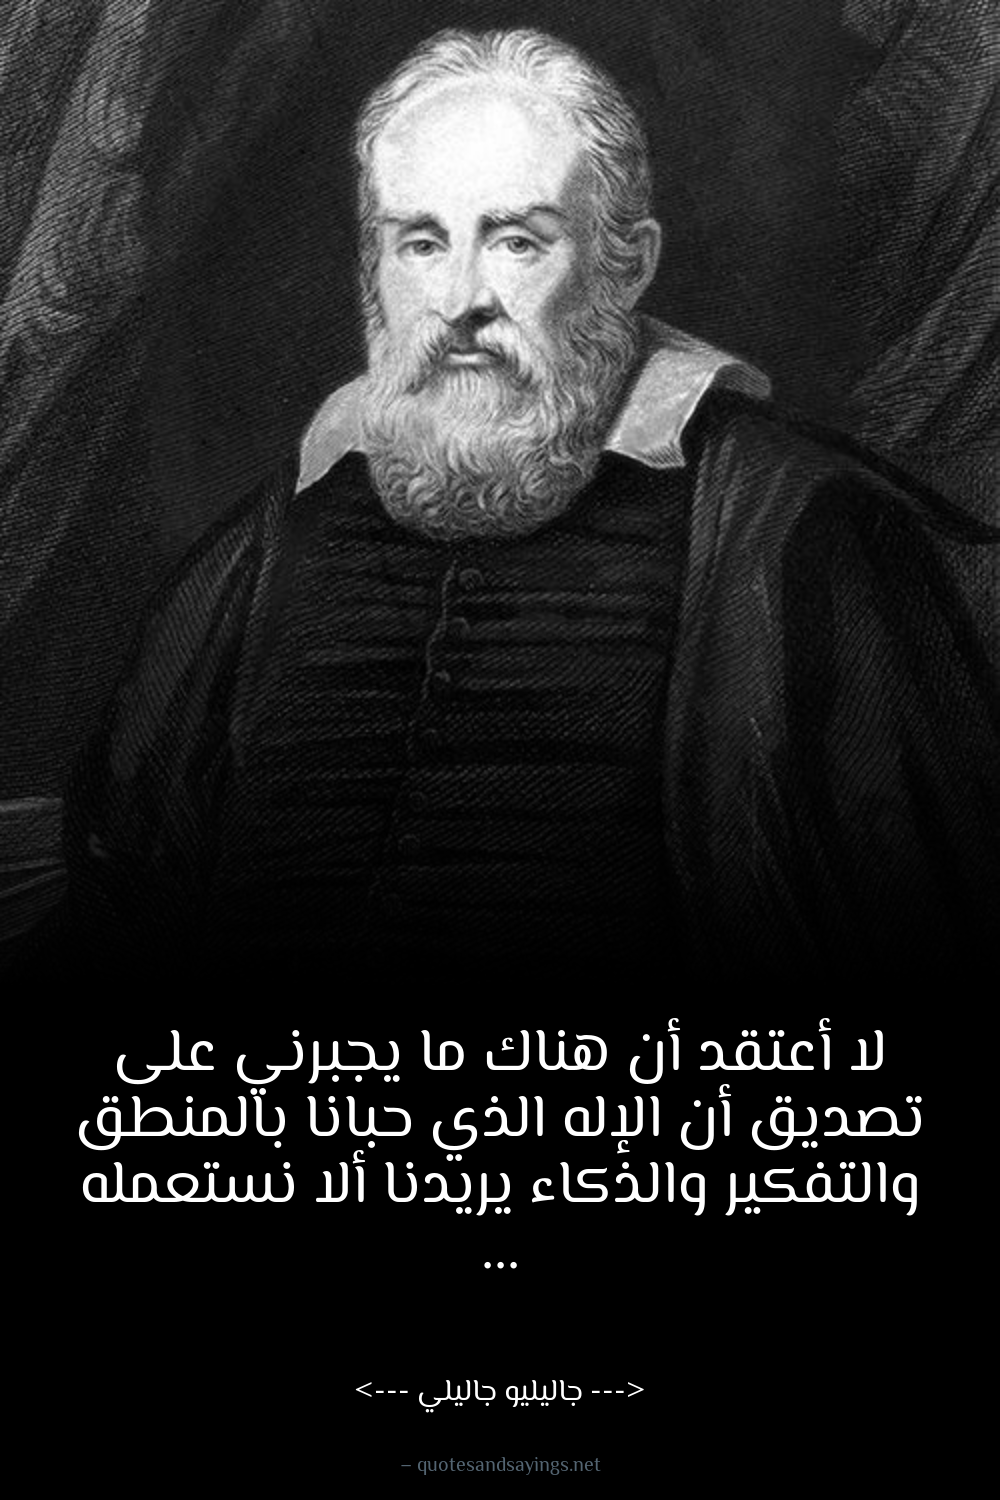 لا أعتقد أن هناك ما يجبرني على
تصديق أن الإله الذي حبانا بالمنطق
والتفكير والذكاء يريدنا ألا نستعمله
...
<--- جاليليو جاليلي --->
– quotesandsayings.net